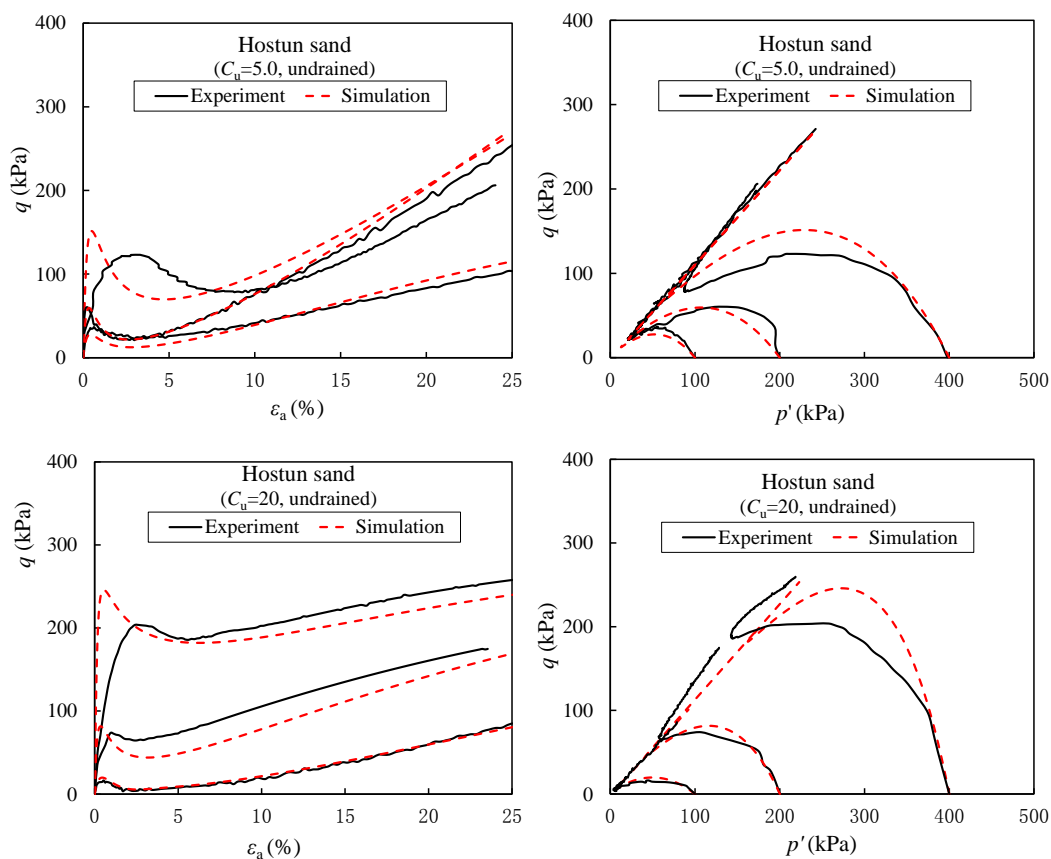 400
300
200
100
0
q (kPa)
Hostun sand
(Cu=5.0, undrained)
Experiment Simulation
0 5 10 15 20 25
εa (%)
400
300
200
100
0
q (kPa)
Hostun sand
(Cu=5.0, undrained)
Experiment Simulation
0 100 200 300 400 500
p' (kPa)
400
300
200
100
0
q (kPa)
Hostun sand
(Cu=20, undrained)
Experiment Simulation
0 5 10 15 20 25
εa (%)
400
300
200
100
0
q (kPa)
Hostun sand
(Cu=20, undrained)
Experiment Simulation
0 100 200 300 400 500
p' (kPa)